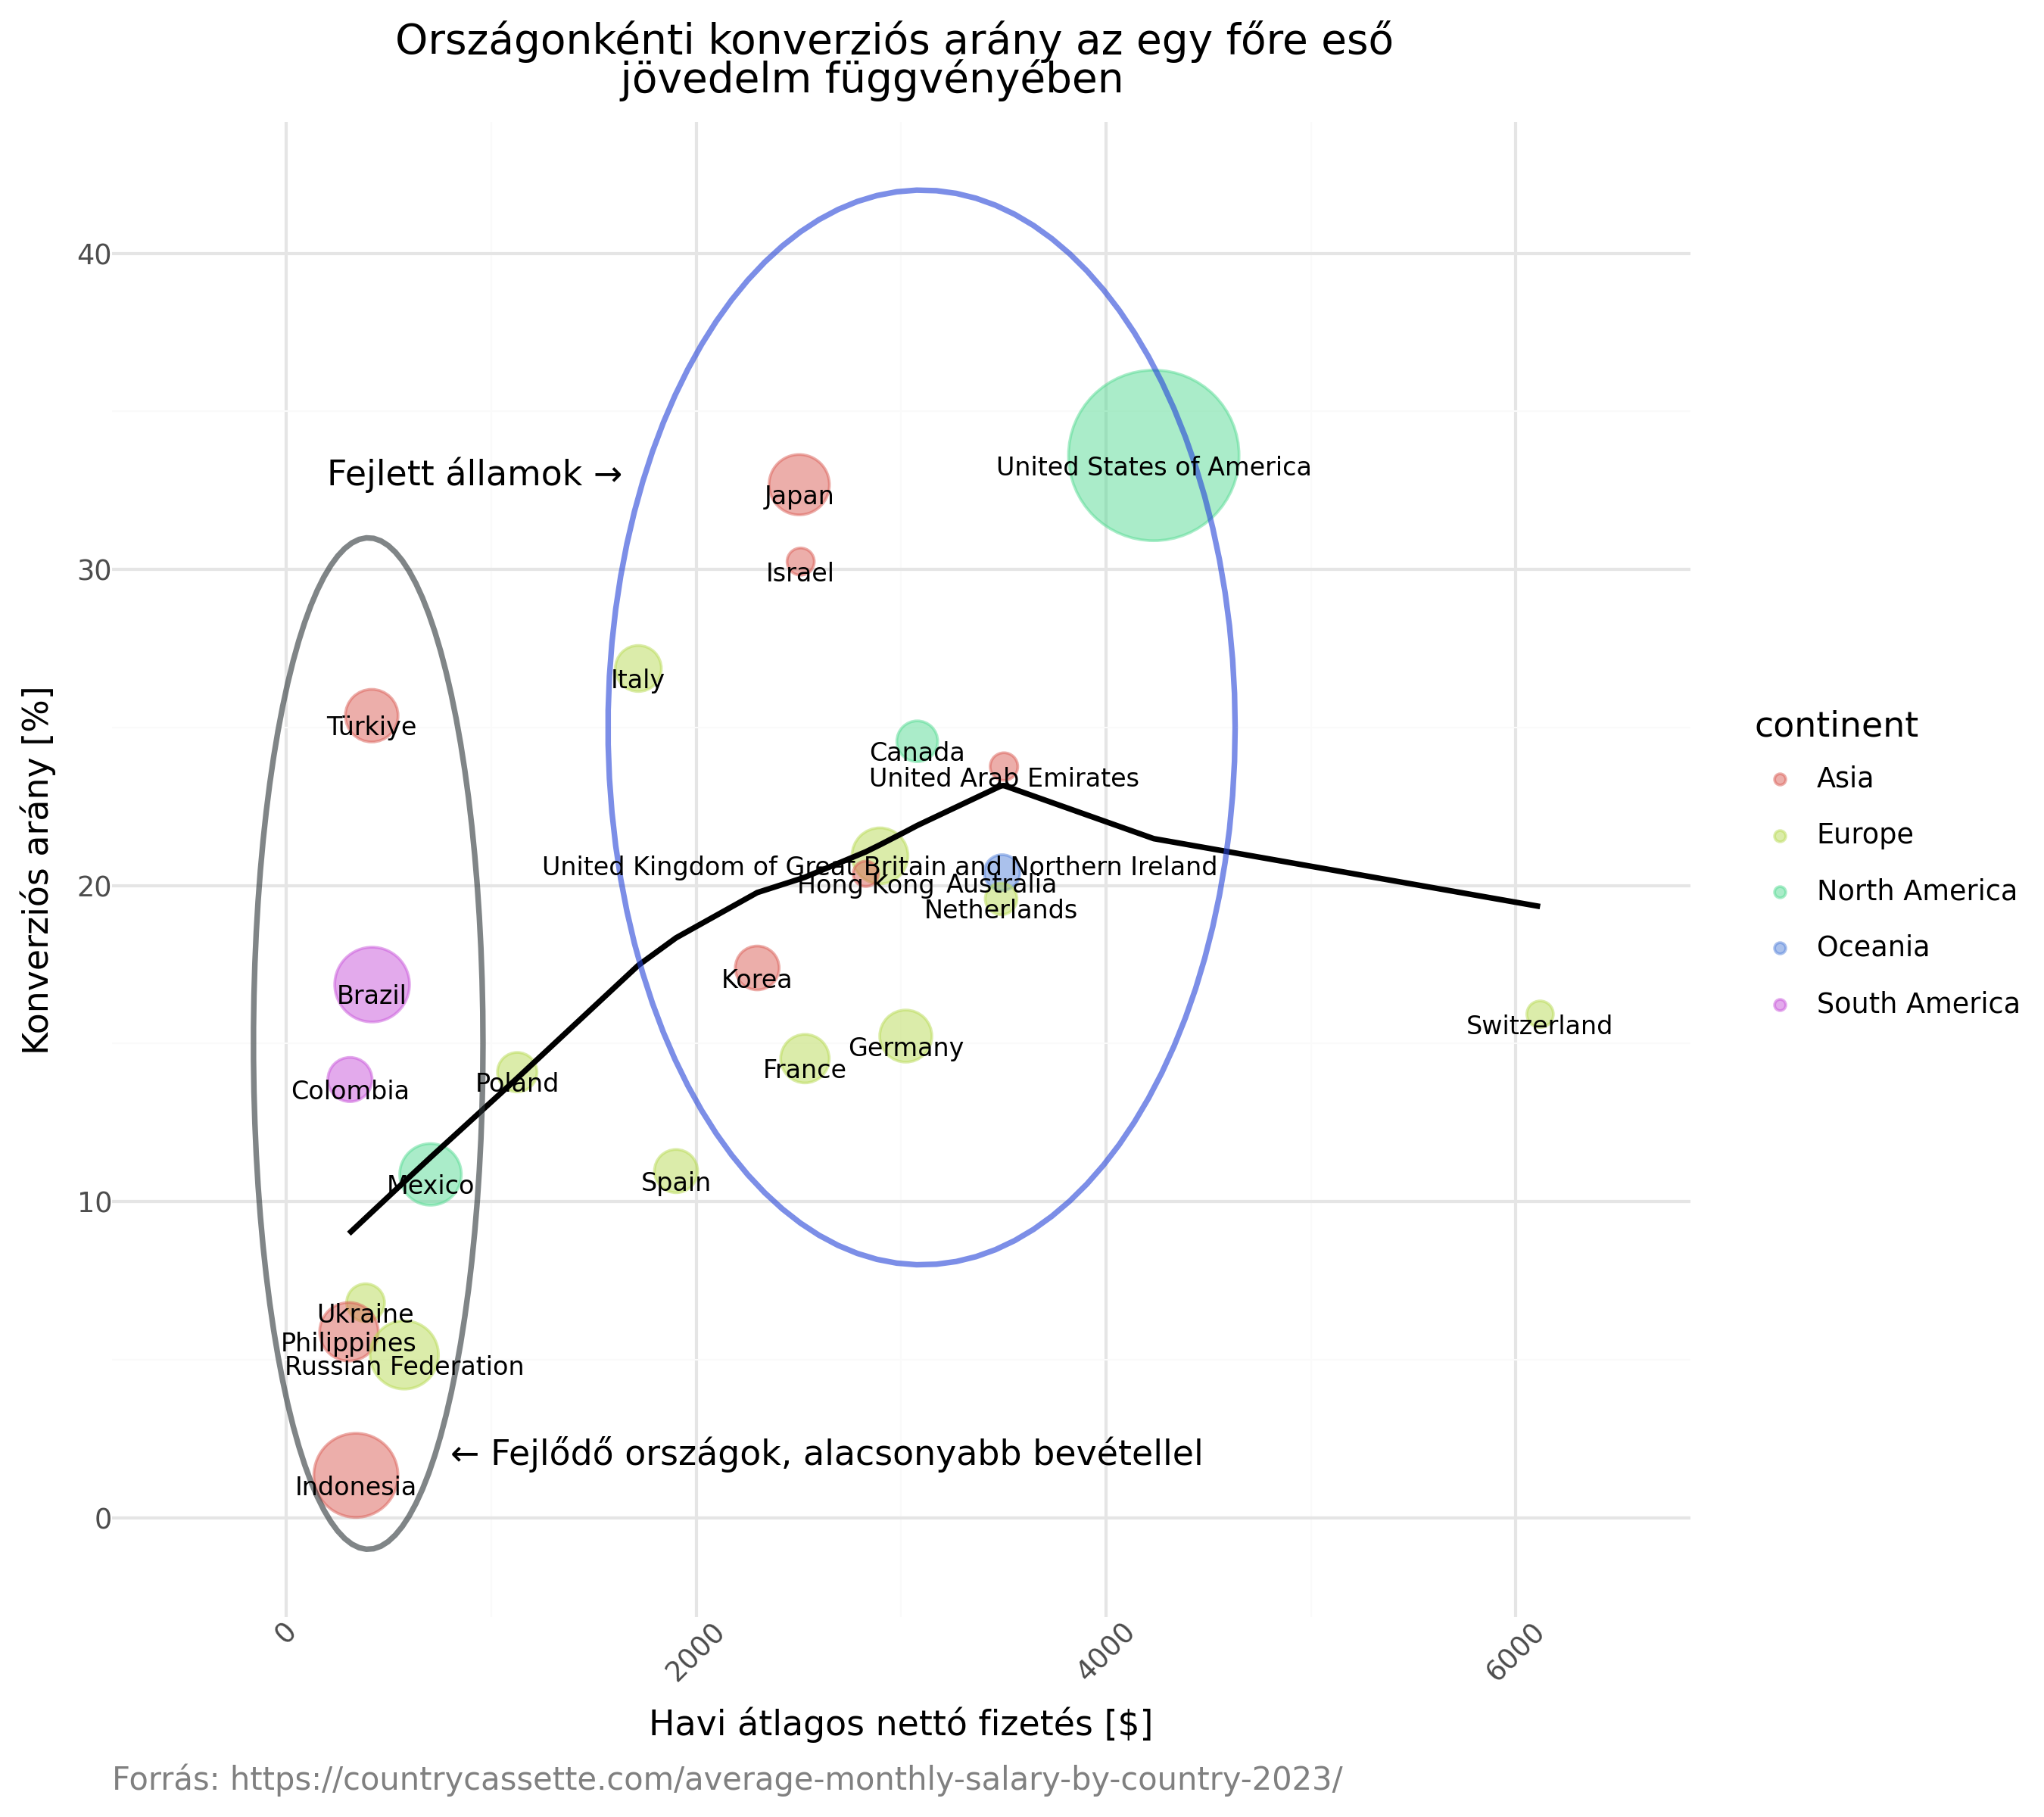 Országonkénti konverziós arány az egy főre eső
jövedelm függvényében
Konverziós arány [%]
40
30
20
10
0
Fejlett államok →
United States of America
Japan
Israel
Italy
Türkiye
Canada
United Arab Emirates
United Kingdom of Great Britain and Northern Ireland
Hong Kong
Australia
Netherlands
Korea
Brazil
Switzerland
Germany
France
Poland
Colombia
Mexico
Spain
Ukraine
Philippines
Russian Federation
← Fejlődő országok, alacsonyabb bevétellel
Indonesia
0
2000
4000
6000
Havi átlagos nettó fizetés [$]
continent
Asia
Europe
North America
Oceania
South America
Forrás: https://countrycassette.com/average-monthly-salary-by-country-2023/